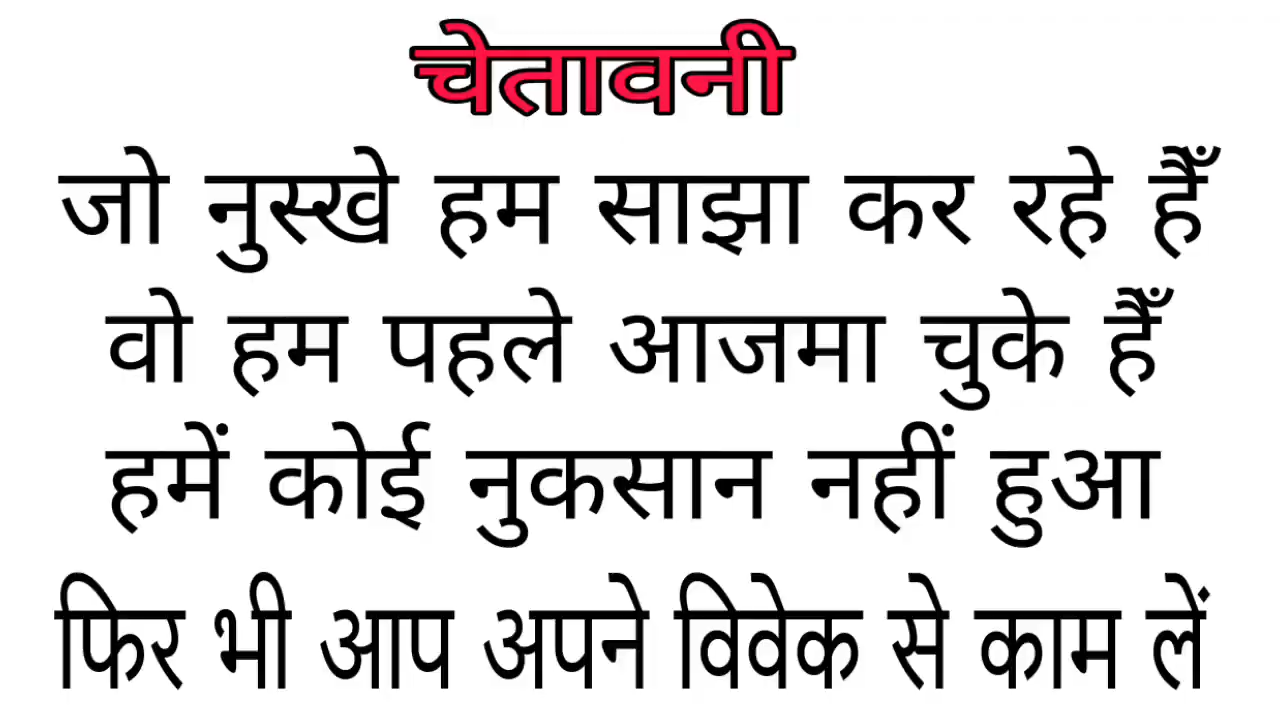 चेतावनी
जो नुस्खे हम साझा कर रहे हैँ
वो हम पहले आजमा चुके हैँ
हमें कोई नुकसान नहीं हुआ
फिर भी आप अपने विवेक से काम लें